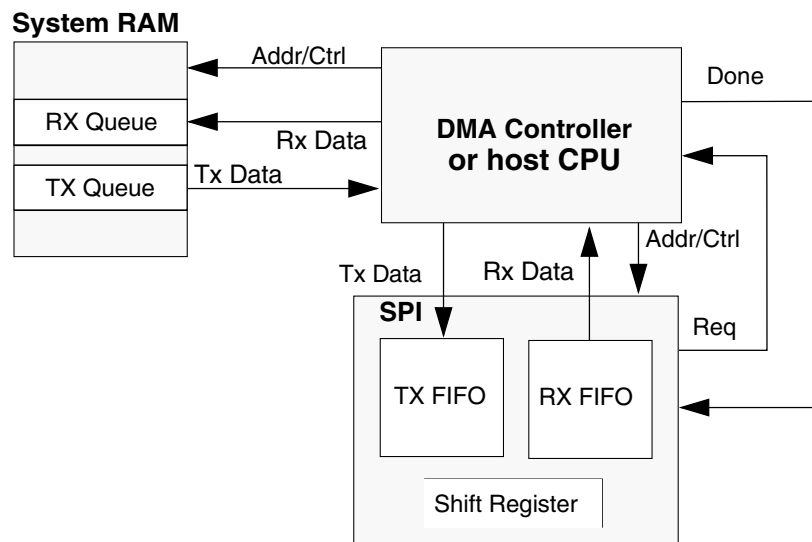 System RAM
Addr/Ctrl
Done
RX Queue
Rx Data
DMA Controller
or host CPU
TX Queue
Tx Data
Addr/Ctrl
Tx Data
Rx Data
SPI
Req
TX FIFO
RX FIFO
Shift Register